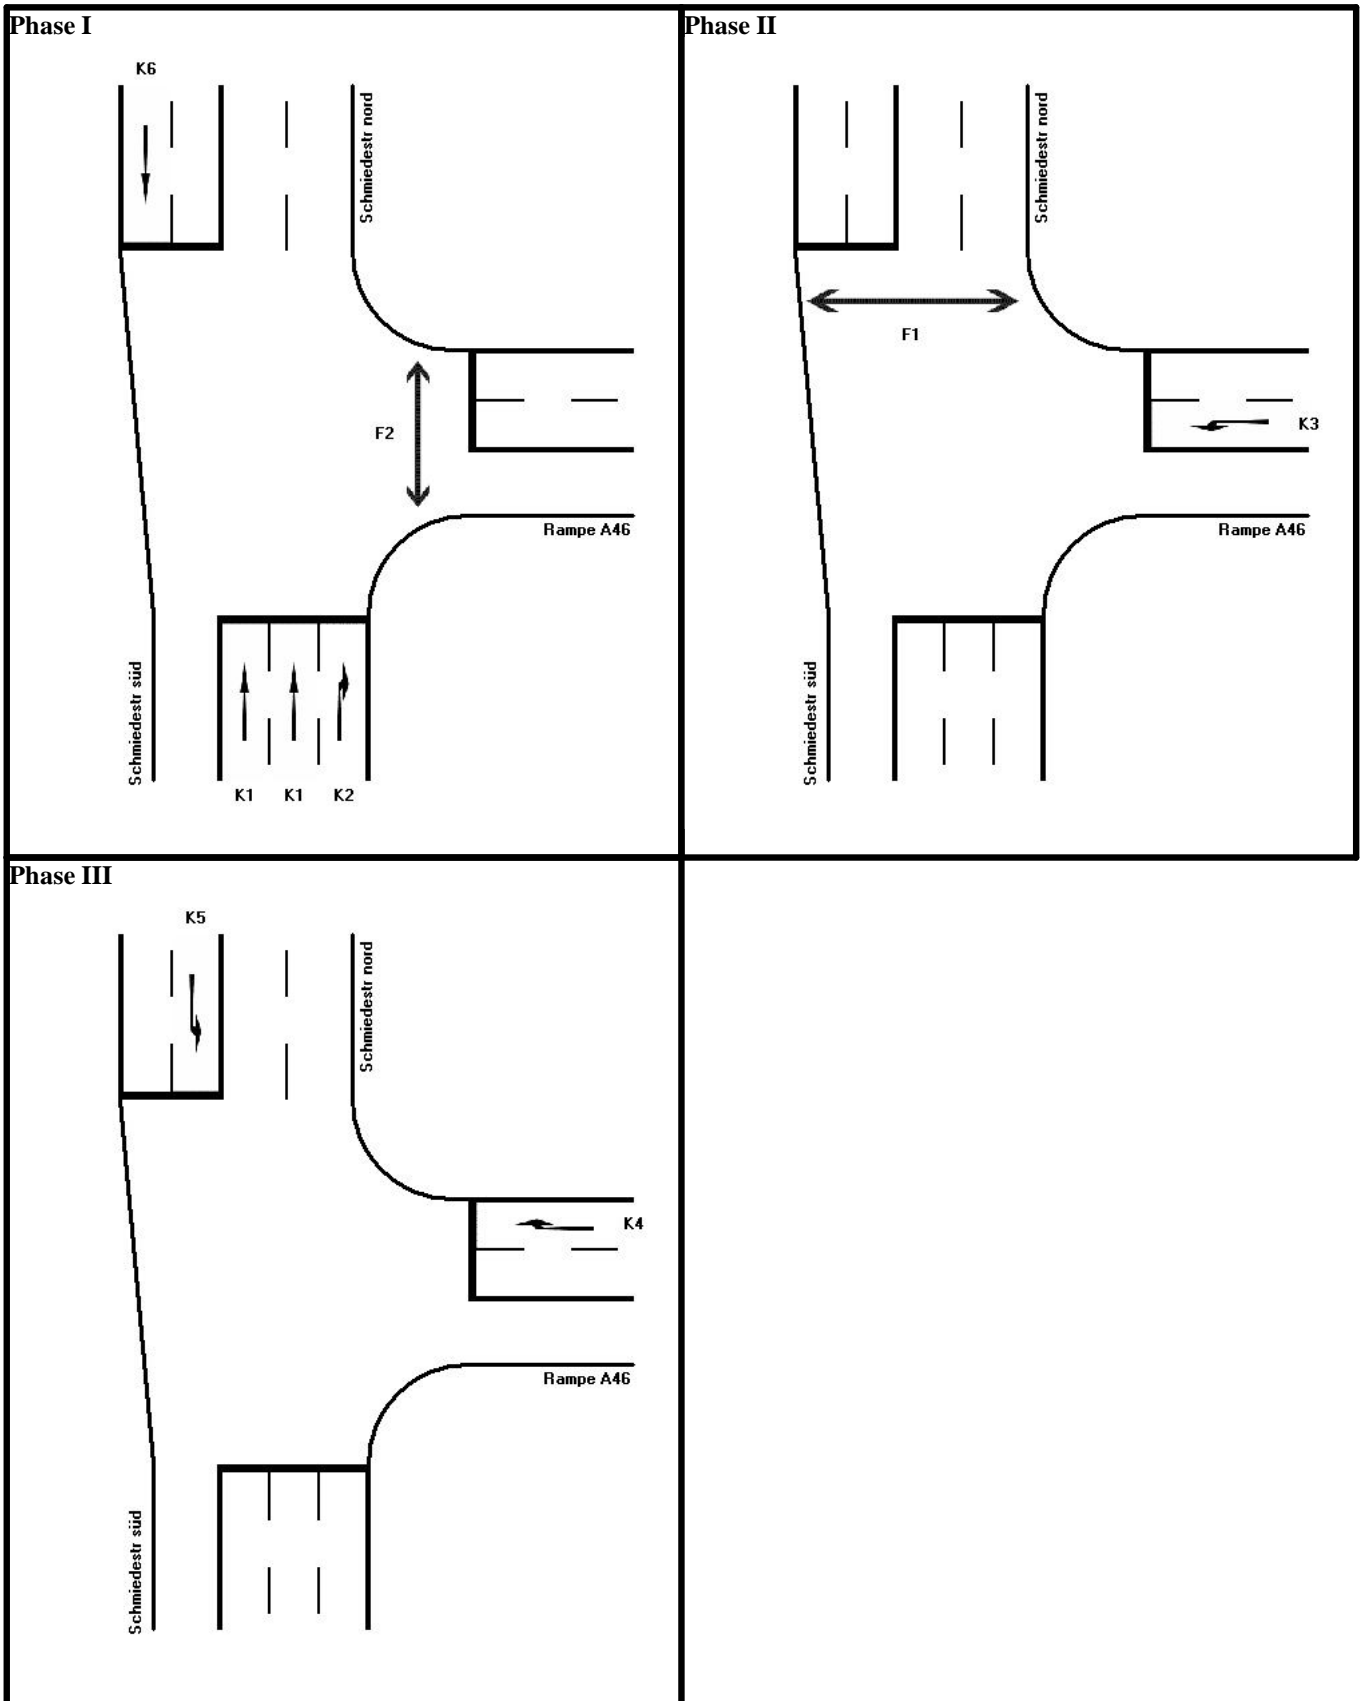 Phase I
K6
Schmiedestr nord
F2
Rampe A46
Schmiedestr süd
K1 K1 K2
Phase II
Schmiedestr nord
F1
K3
Rampe A46
Schmiedestr süd
Phase III
K5
Schmiedestr nord
K4
Rampe A46
Schmiedestr süd